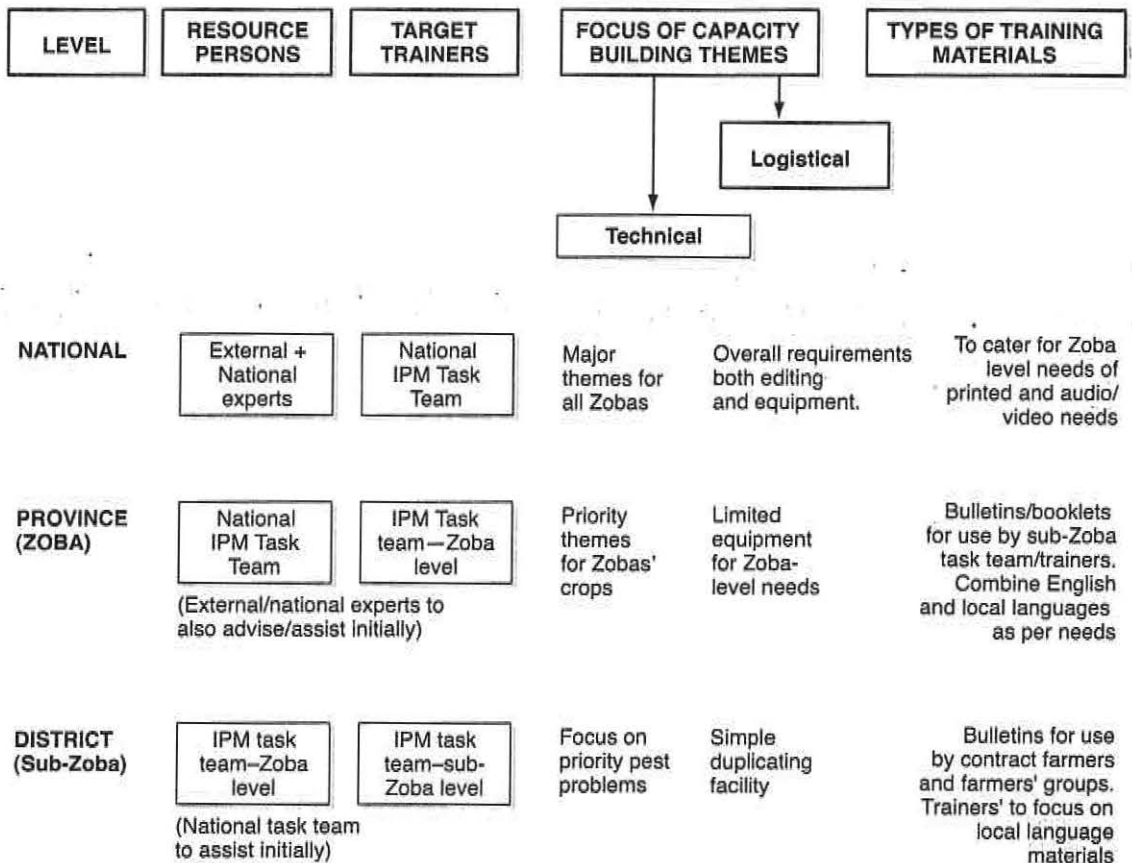 LEVEL
RESOURCE
PERSONS
TARGET
TRAINERS
FOCUS OF CAPACITY
BUILDING THEMES
TYPES OF TRAINING
MATERIALS
Logistical
Technical
NATIONAL
External +
National
experts
National
IPM Task
Team
Major
themes for
all Zobas
Overall requirements
both editing
and equipment.
To cater for Zoba
level needs of
printed and audio/
video needs
PROVINCE
(ZOBA)
National
IPM Task
Team
IPM Task
team—Zoba
level
(External/national experts to
also advise/assist initially)
Priority
themes
for Zobas'
crops
Limited
equipment
for Zoba-
level needs
Bulletins/booklets
for use by sub-Zoba
task team/trainers.
Combine English
and local languages
as per needs
DISTRICT
(Sub-Zoba)
IPM task
team–Zoba
level
IPM task
team–sub-
Zoba level
(National task team
to assist initially)
Focus on
priority pest
problems
Simple
duplicating
facility
Bulletins for use
by contract farmers
and farmers' groups.
Trainers' to focus on
local language
materials